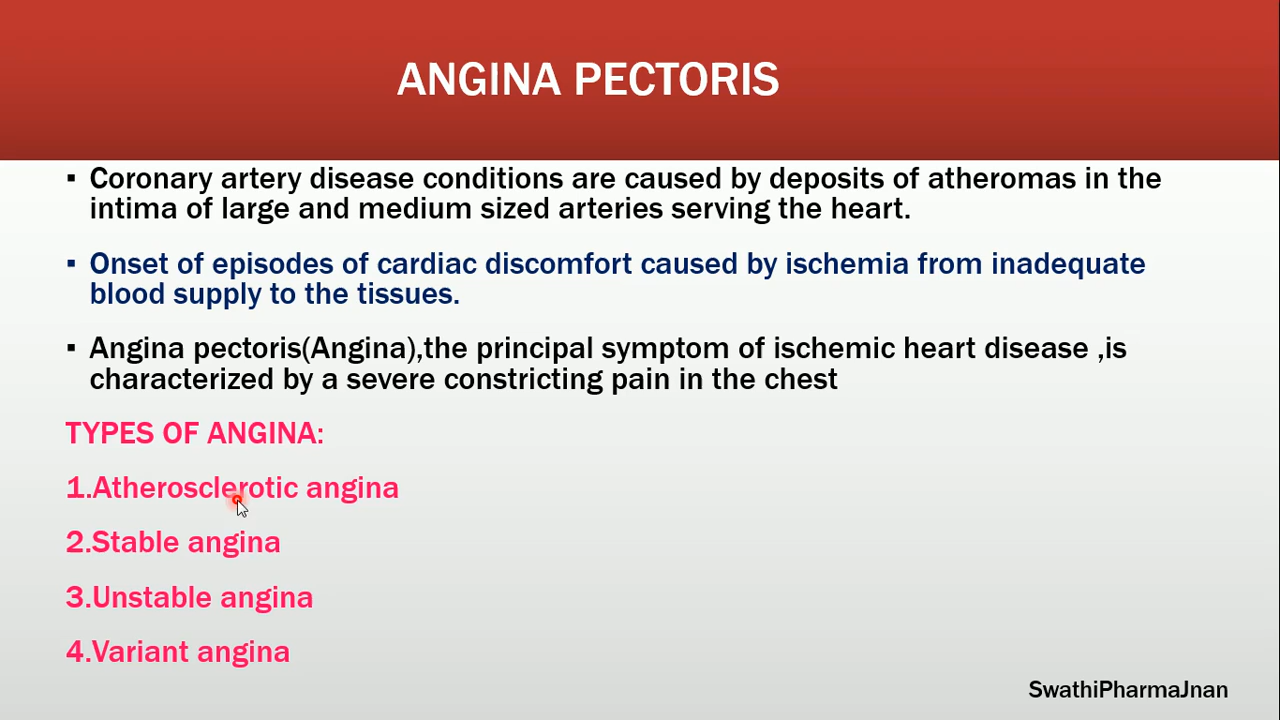 ANGINA PECTORIS
▪ Coronary artery disease conditions are caused by deposits of atheromas in the
intima of large and medium sized arteries serving the heart.
▪ Onset of episodes of cardiac discomfort caused by ischemia from inadequate
blood supply to the tissues.
▪ Angina pectoris(Angina),the principal symptom of ischemic heart disease ,is
characterized by a severe constricting pain in the chest
TYPES OF ANGINA:
1.Atherosclerotic angina
2.Stable angina
3.Unstable angina
4.Variant angina
SwathiPharmaJnan